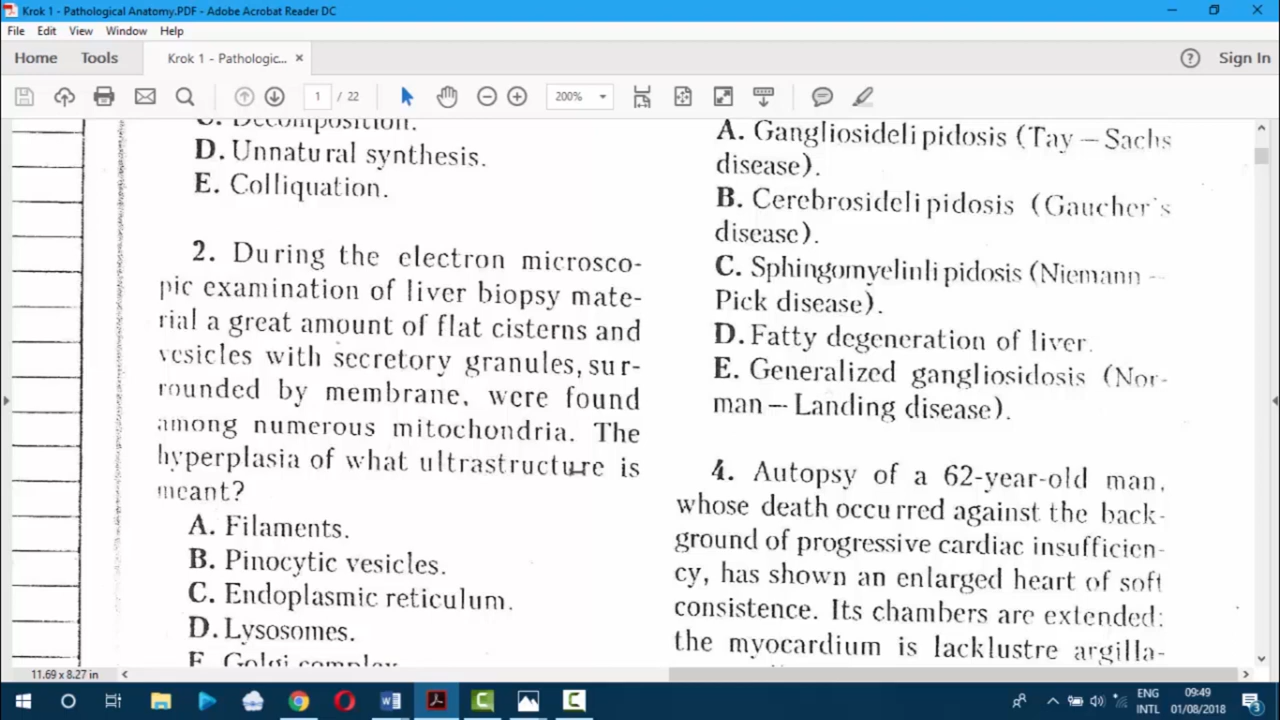 Krok 1 - Pathological Anatomy.PDF - Adobe Acrobat Reader DC
File Edit View Window Help
Home Tools Krok 1 - Pathologic... × ? Sign In
1 / 22 200%
C. Decomposition.
D. Unnatural synthesis.
E. Colliquation.
2. During the electron microsco-
pic examination of liver biopsy mate-
rial a great amount of flat cisterns and
vesicles with secretory granules, sur-
rounded by membrane, were found
among numerous mitochondria. The
hyperplasia of what ultrastructure is
meant?
A. Filaments.
B. Pinocytic vesicles.
C. Endoplasmic reticulum.
D. Lysosomes.
E. Golgi complex.
A. Gangliosidelipidosis (Tay – Sachs
disease).
B. Cerebrosidelipidosis (Gaucher's
disease).
C. Sphingomyelinlipidosis (Niemann –
Pick disease).
D. Fatty degeneration of liver.
E. Generalized gangliosidosis (Nor-
man – Landing disease).
4. Autopsy of a 62-year-old man,
whose death occurred against the back-
ground of progressive cardiac insufficien-
cy, has shown an enlarged heart of soft
consistence. Its chambers are extended;
the myocardium is lacklustre argilla-
11.69 x 8.27 in
ENG 09:49
INTL 01/08/2018 3